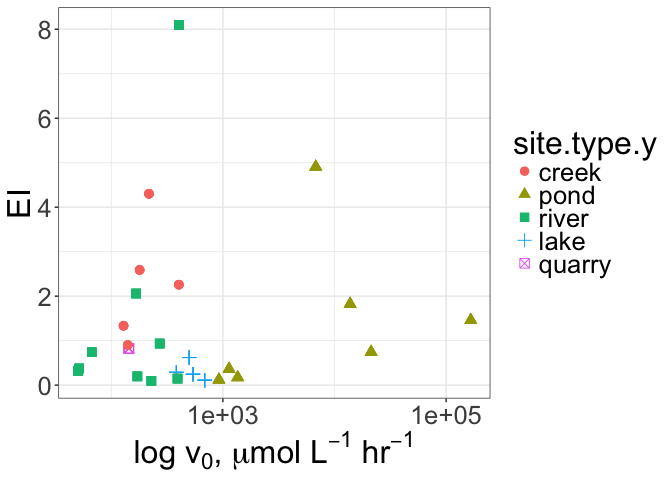 8
6
4
2
0
EI
1e+03
1e+05
log v₀, μmol L⁻¹ hr⁻¹
site.type.y
creek
pond
river
lake
quarry